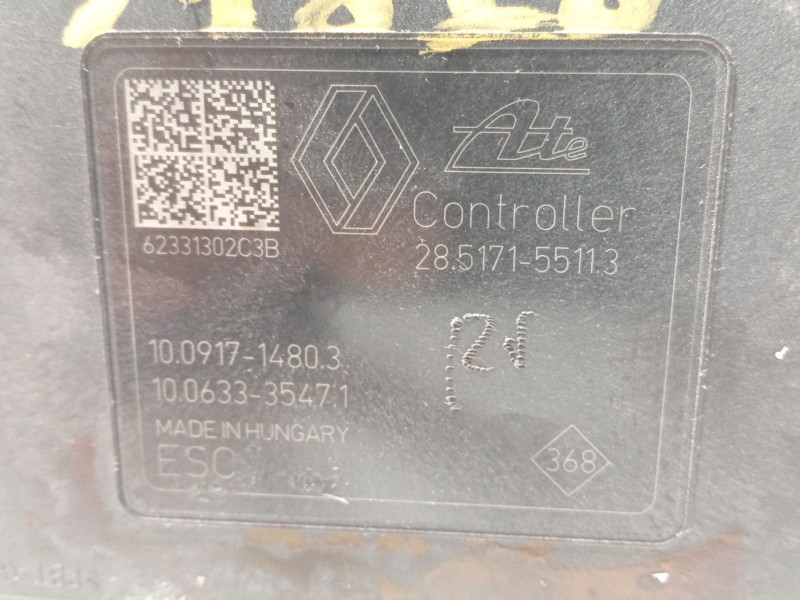 Ate
Controller
62331302C3B
28.5171-5511.3
10.0917-1480.3
10.0633-3547.1
MADE IN HUNGARY
ESC
368